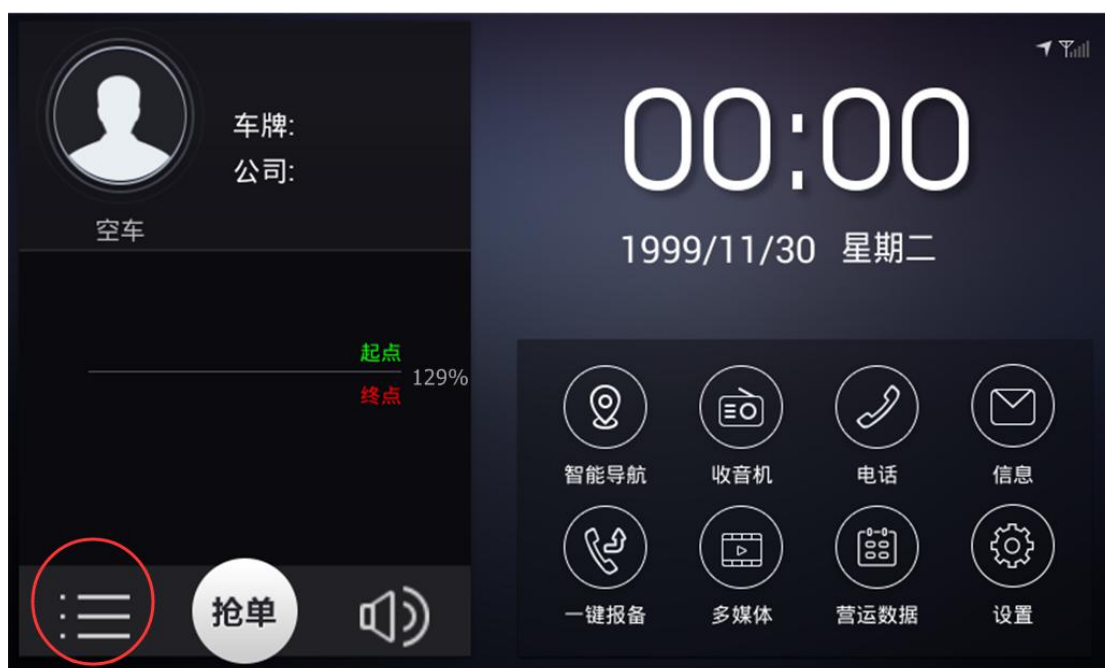 车牌:
公司:
空车
起点
129%
终点
抢单
00:00
1999/11/30 星期二
智能导航 收音机 电话 信息
一键报备 多媒体 营运数据 设置